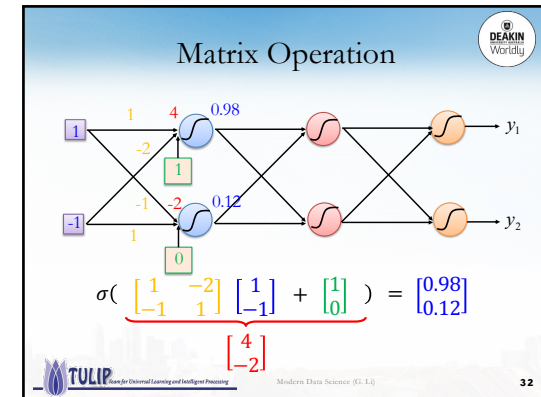 DEAKIN
Worldly
Matrix Operation
1 4 0.98
1 y₁
-2
1
-1 -2 0.12
-1 y₂
1
0
σ( [1 -2 -1 1] [1 -1] + [1 0] ) = [0.98 0.12]
[4 -2]
TULIP Team for Universal Learning and Intelligent Processing Modern Data Science (G. Li) 32